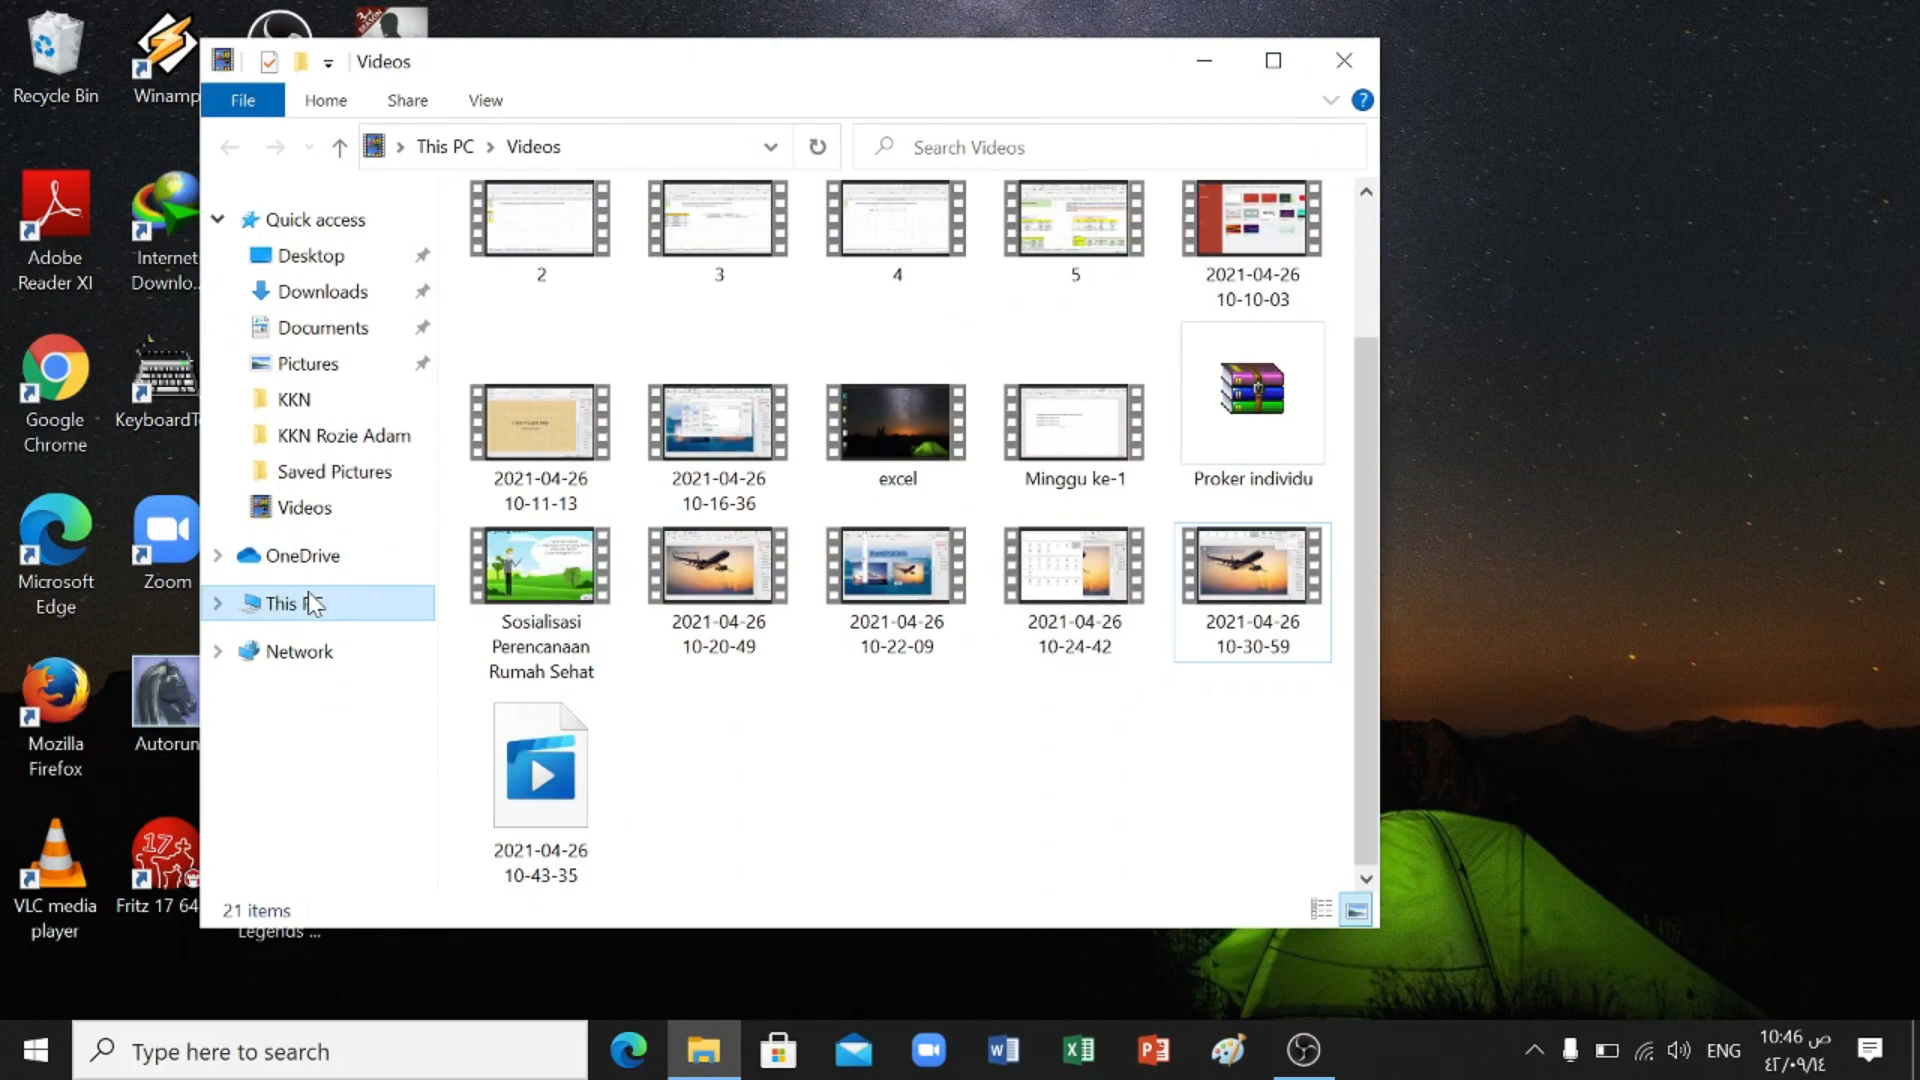 Recycle Bin
Winamp
Adobe
Reader XI
Internet
Downlo...
Google
Chrome
KeyboardT
Microsoft
Edge
Zoom
Mozilla
Firefox
Autorun
VLC media
player
Fritz 17 64
Legends ...
Videos
File
Home
Share
View
This PC
Videos
Search Videos
Quick access
Desktop
Downloads
Documents
Pictures
KKN
KKN Rozie Adam
Saved Pictures
Videos
OneDrive
This PC
Network
2
3
4
5
2021-04-26
10-10-03
2021-04-26
10-11-13
2021-04-26
10-16-36
excel
Minggu ke-1
Proker individu
Sosialisasi
Perencanaan
Rumah Sehat
2021-04-26
10-20-49
2021-04-26
10-22-09
2021-04-26
10-24-42
2021-04-26
10-30-59
2021-04-26
10-43-35
21 items
Type here to search
ENG
10:46 ص
٤٢/٠٩/١٤